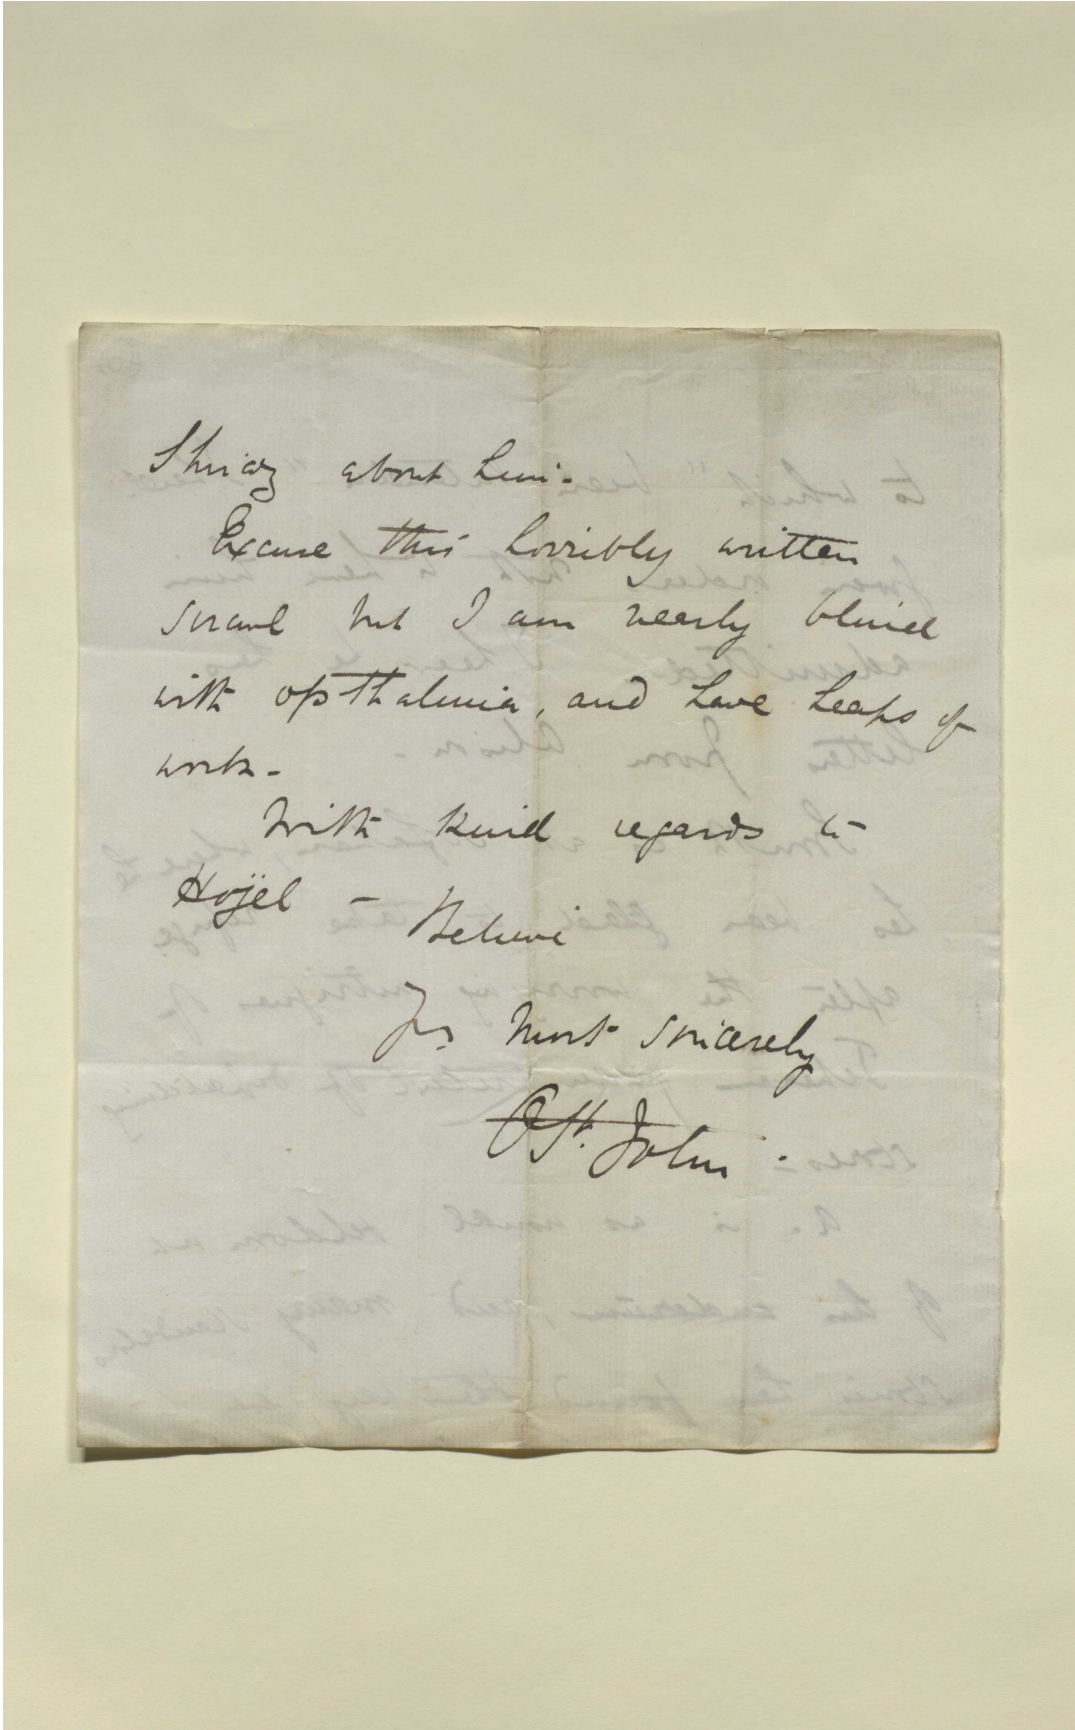 Shiraz about him.
Excuse this horribly written
scrawl but I am nearly blind
with opthalmia, and have heaps of
work -
With kind regards to
Hojel - Believe
Yrs most sincerely
O St. John -